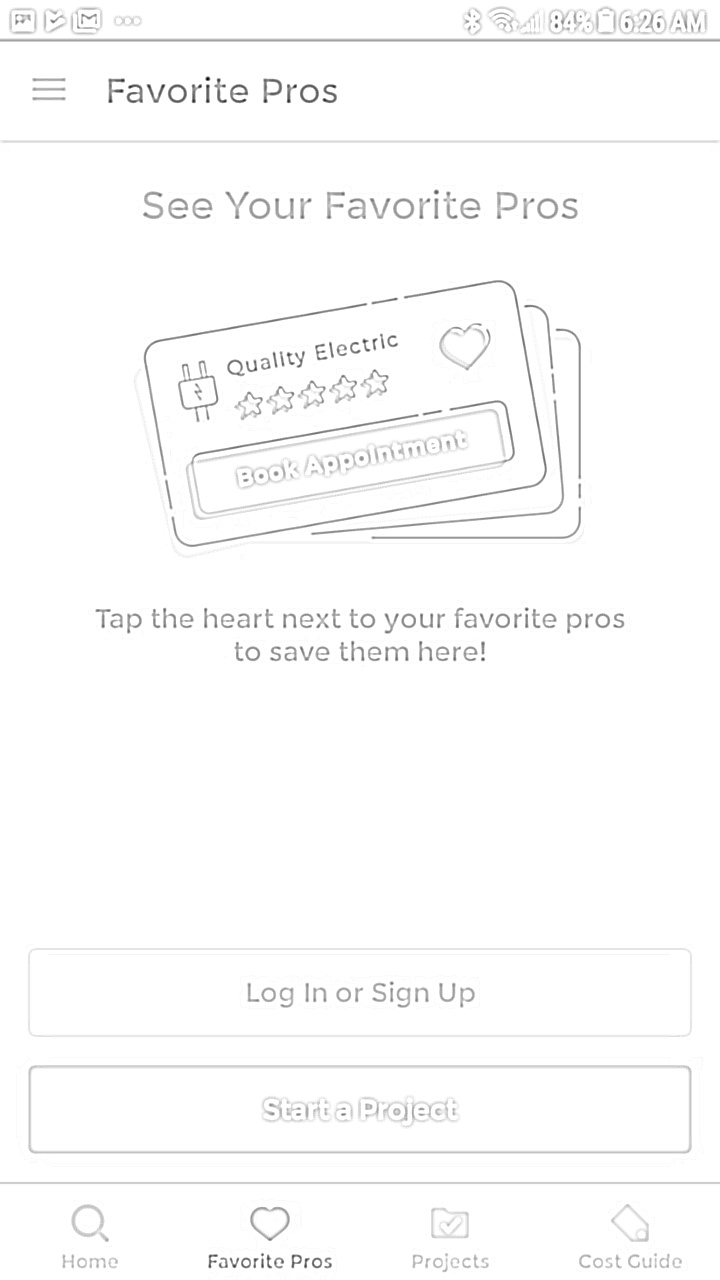 84% 6:26 AM
Favorite Pros
See Your Favorite Pros
Quality Electric
Book Appointment
Tap the heart next to your favorite pros
to save them here!
Log In or Sign Up
Start a Project
Home Favorite Pros Projects Cost Guide